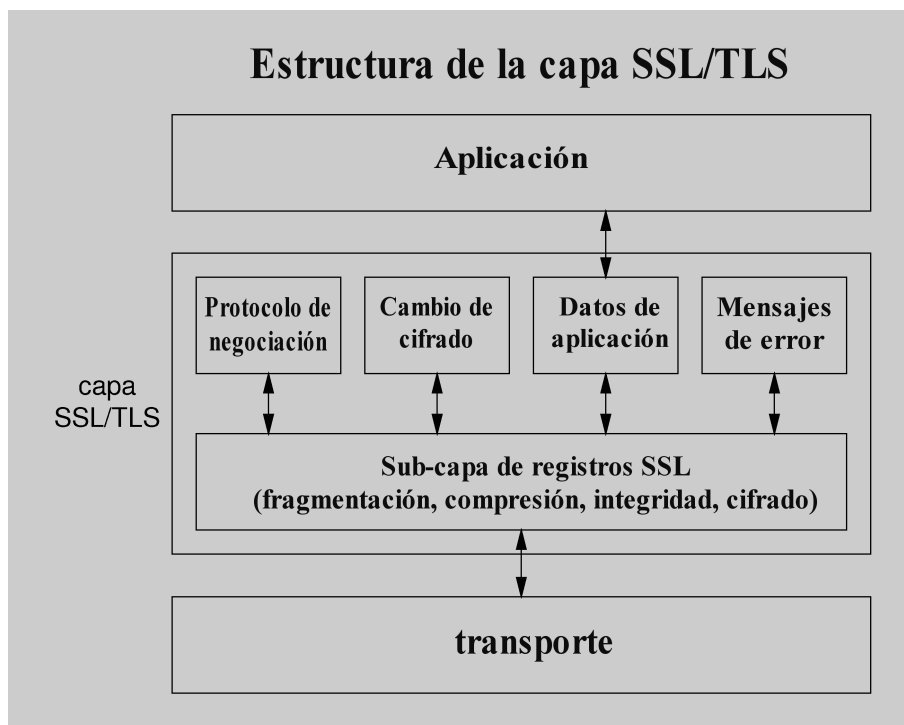 Estructura de la capa SSL/TLS
Aplicación
Protocolo de
negociación
Cambio de
cifrado
Datos de
aplicación
Mensajes
de error
capa
SSL/TLS
Sub-capa de registros SSL
(fragmentación, compresión, integridad, cifrado)
transporte